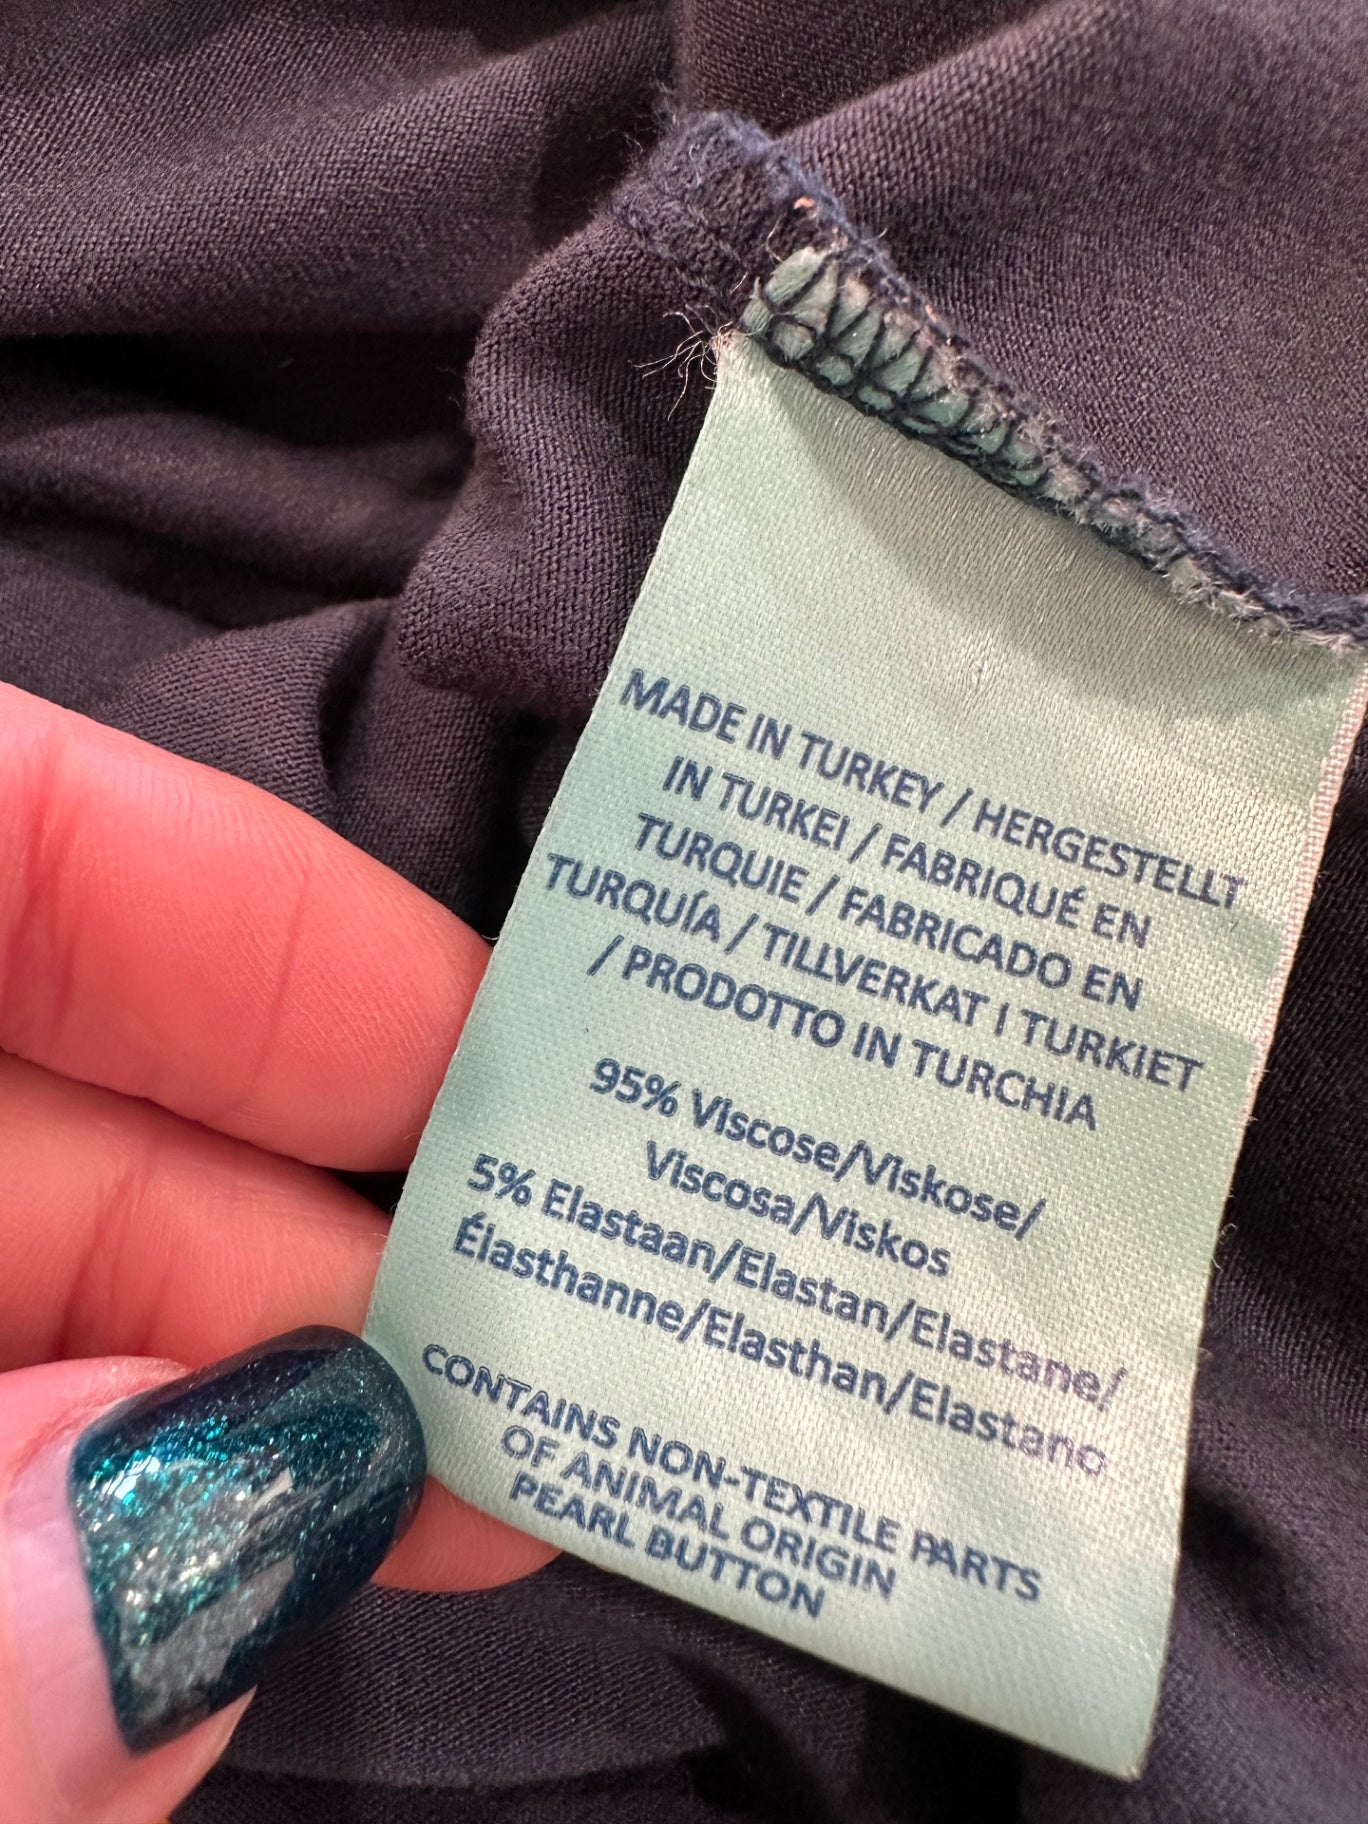 MADE IN TURKEY / HERGESTELLT
IN TURKEI / FABRIQUÉ EN
TURQUIE / FABRICADO EN
TURQUÍA / TILLVERKAT I TURKIET
/ PRODOTTO IN TURCHIA
95% Viscose/Viskose/
Viscosa/Viskos
5% Elastaan/Elastan/Elastane/
Élasthanne/Elasthan/Elastano
CONTAINS NON-TEXTILE PARTS
OF ANIMAL ORIGIN
PEARL BUTTON